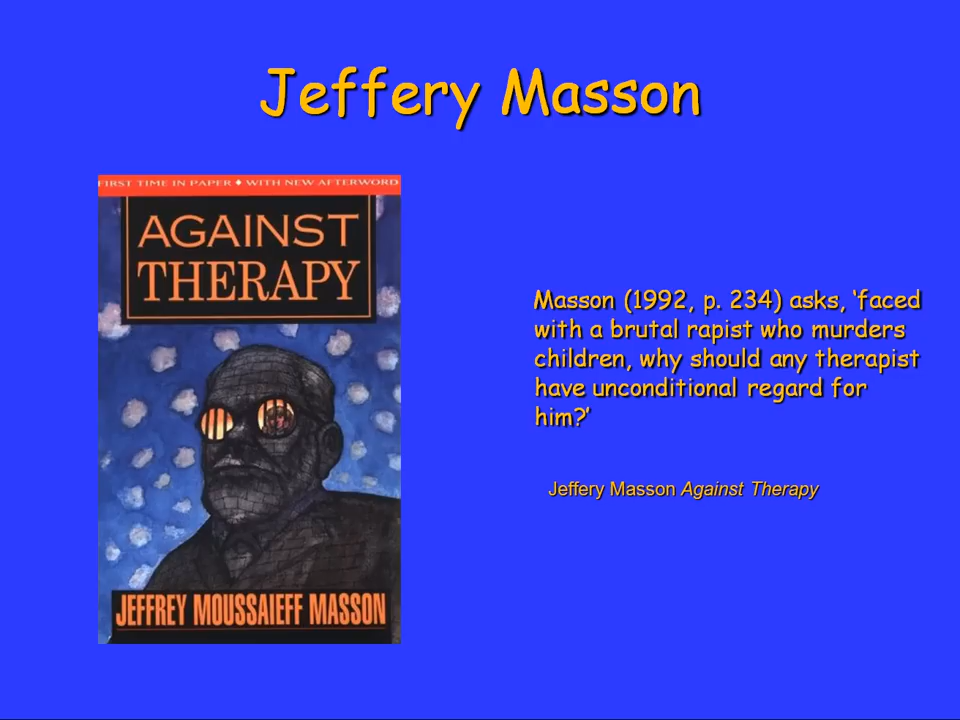 Jeffery Masson
FIRST TIME IN PAPER ◆ WITH NEW AFTERWORD
AGAINST
THERAPY
JEFFREY MOUSSAIEFF MASSON
Masson (1992, p. 234) asks, ‘faced
with a brutal rapist who murders
children, why should any therapist
have unconditional regard for
him?’
Jeffery Masson Against Therapy